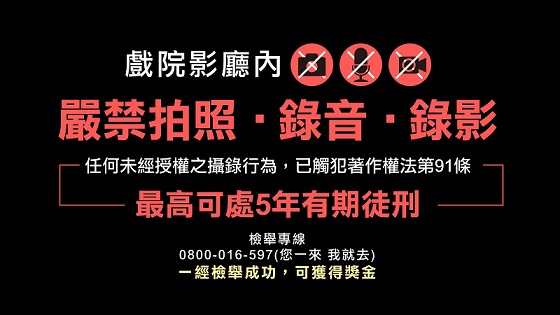 戲院影廳內
嚴禁拍照·錄音·錄影
任何未經授權之攝錄行為，已觸犯著作權法第91條
最高可處5年有期徒刑
檢舉專線
0800-016-597(您一來 我就去)
一經檢舉成功，可獲得獎金